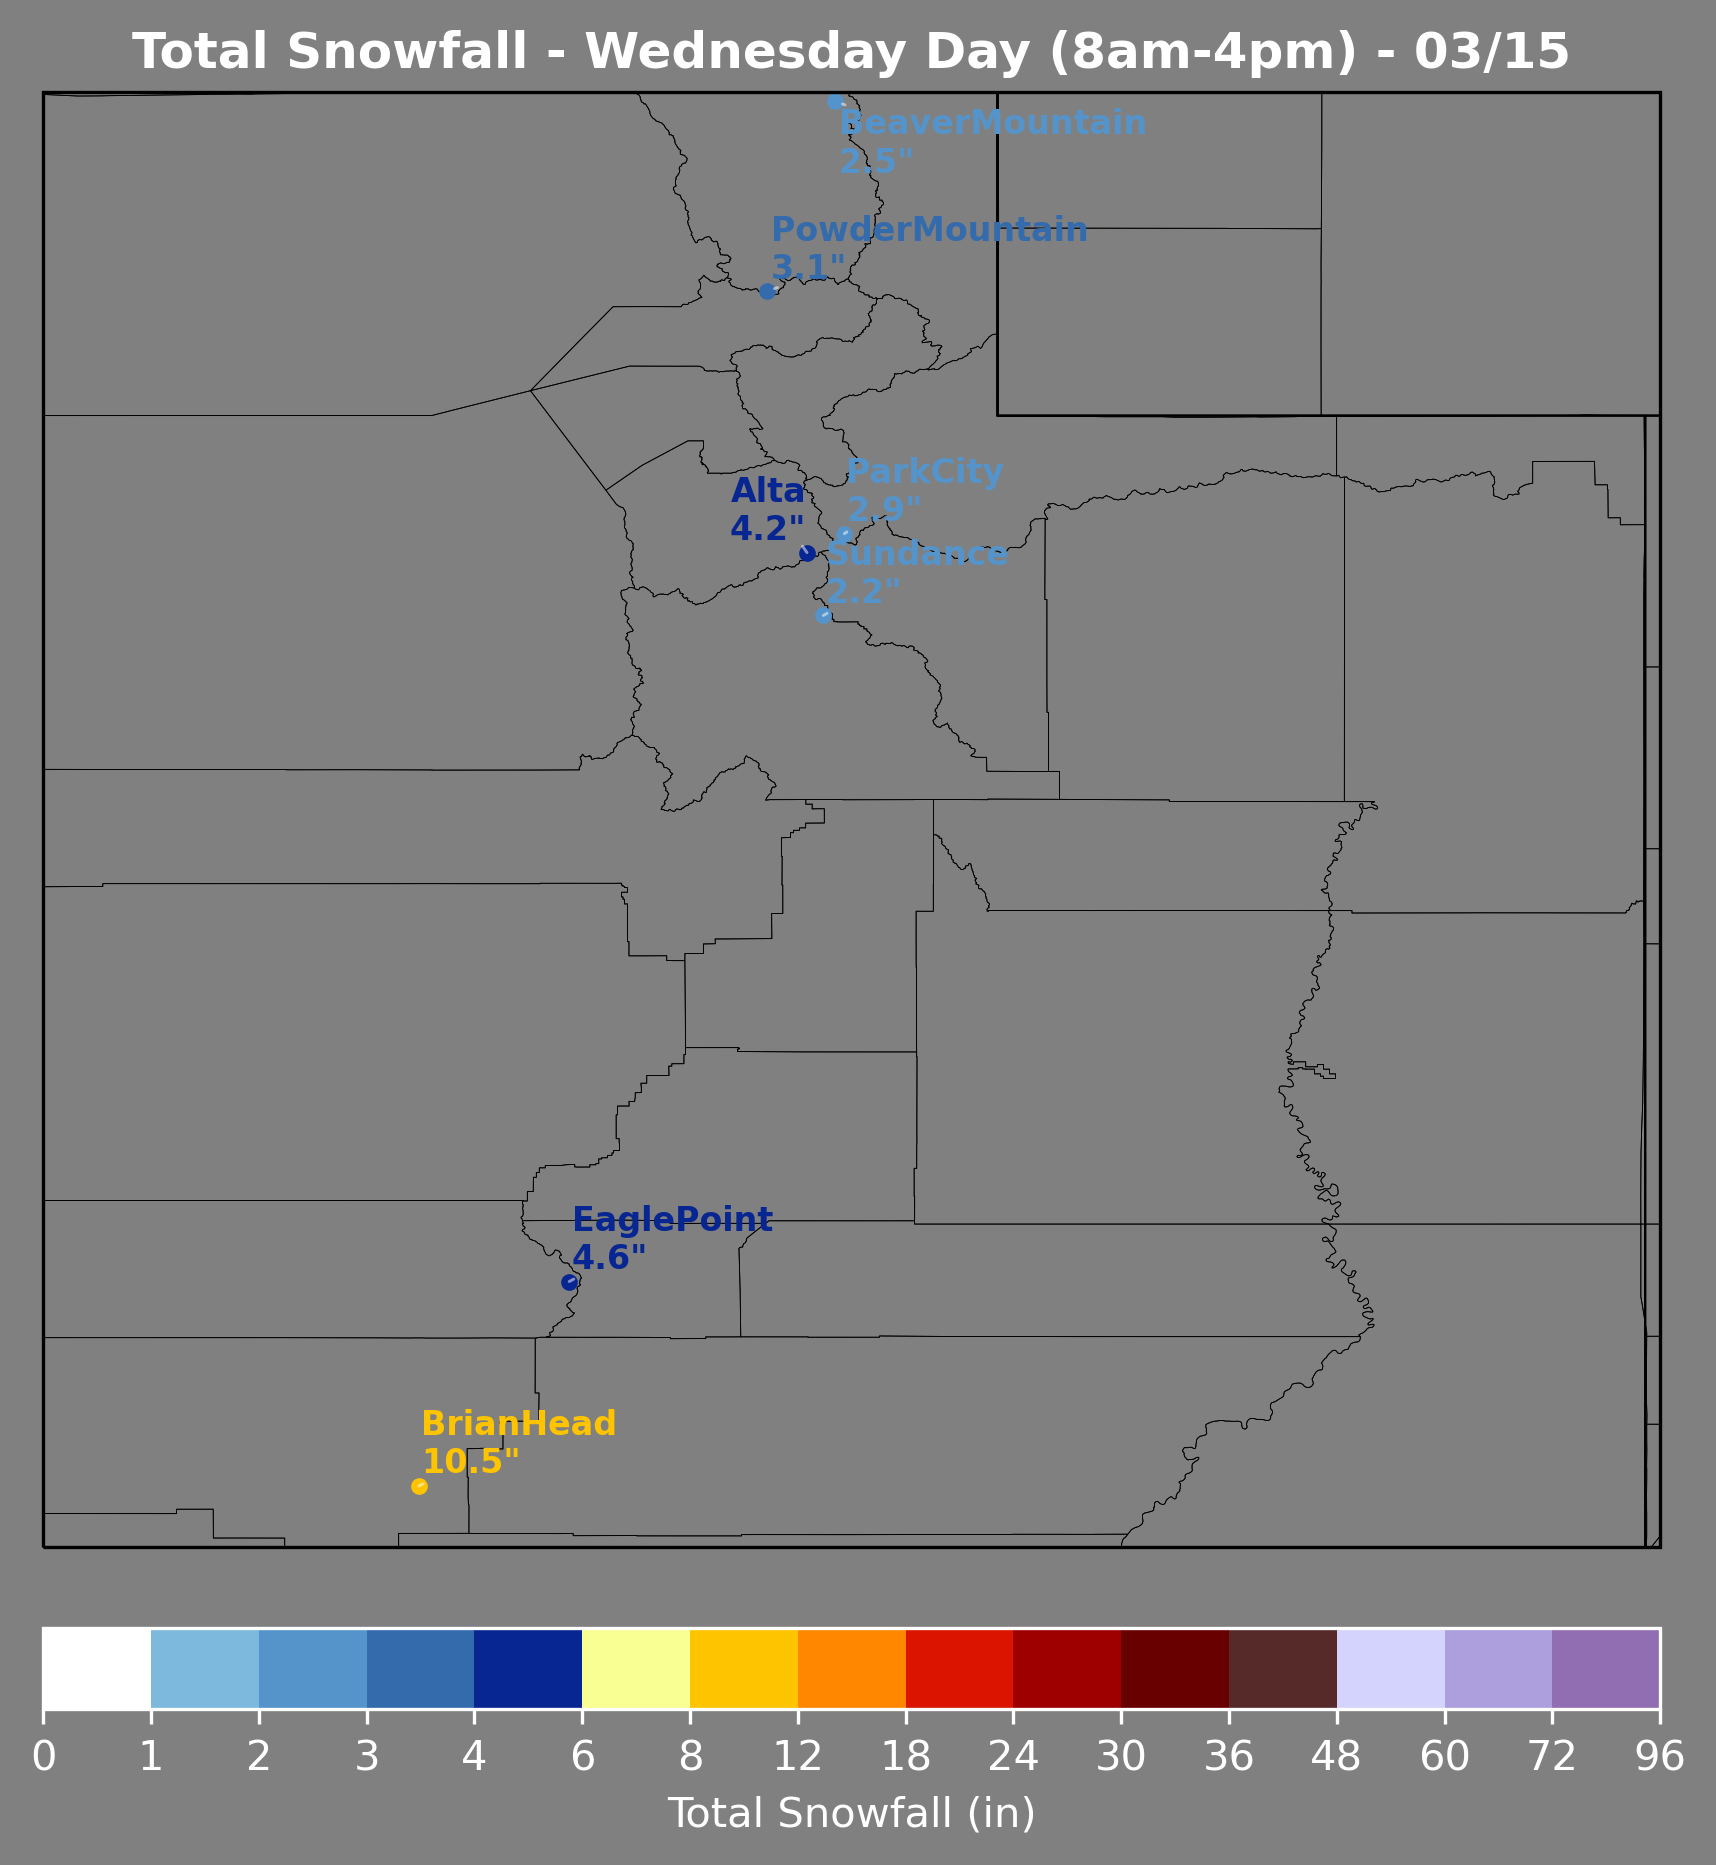 Total Snowfall - Wednesday Day (8am-4pm) - 03/15
BeaverMountain
2.5"
PowderMountain
3.1"
ParkCity
2.9"
Alta
4.2"
Sundance
2.2"
EaglePoint
4.6"
BrianHead
10.5"
0 1 2 3 4 6 8 12 18 24 30 36 48 60 72 96
Total Snowfall (in)